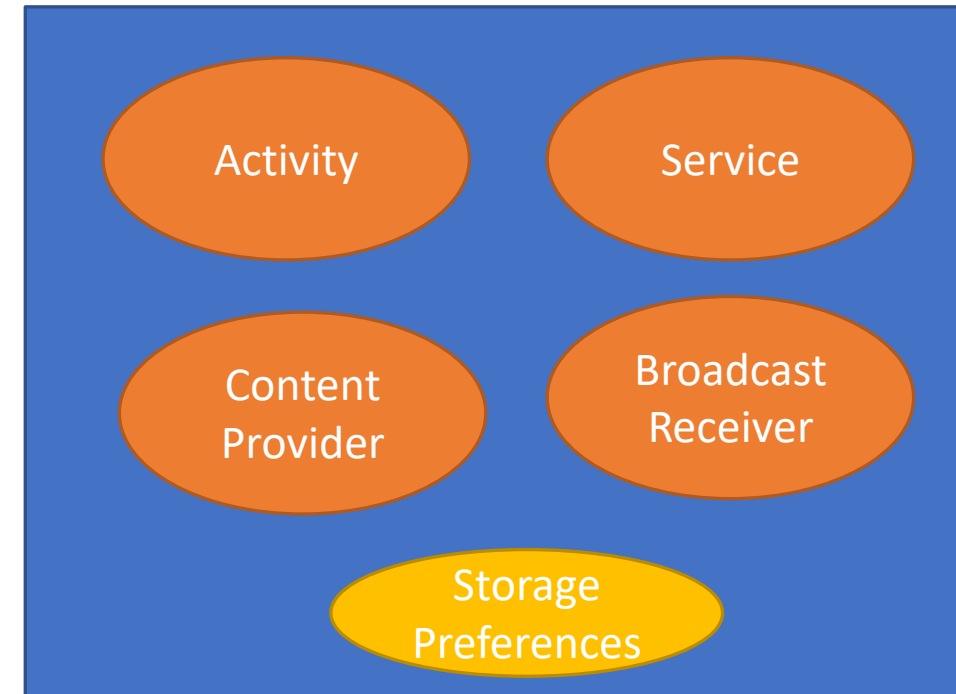 Activity
Service
Content
Provider
Broadcast
Receiver
Storage
Preferences